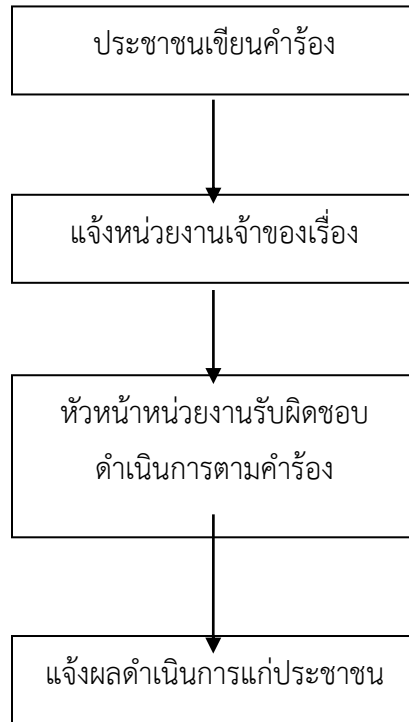 ประชาชนเขียนคำร้อง
แจ้งหน่วยงานเจ้าของเรื่อง
หัวหน้าหน่วยงานรับผิดชอบ
ดำเนินการตามคำร้อง
แจ้งผลดำเนินการแก่ประชาชน